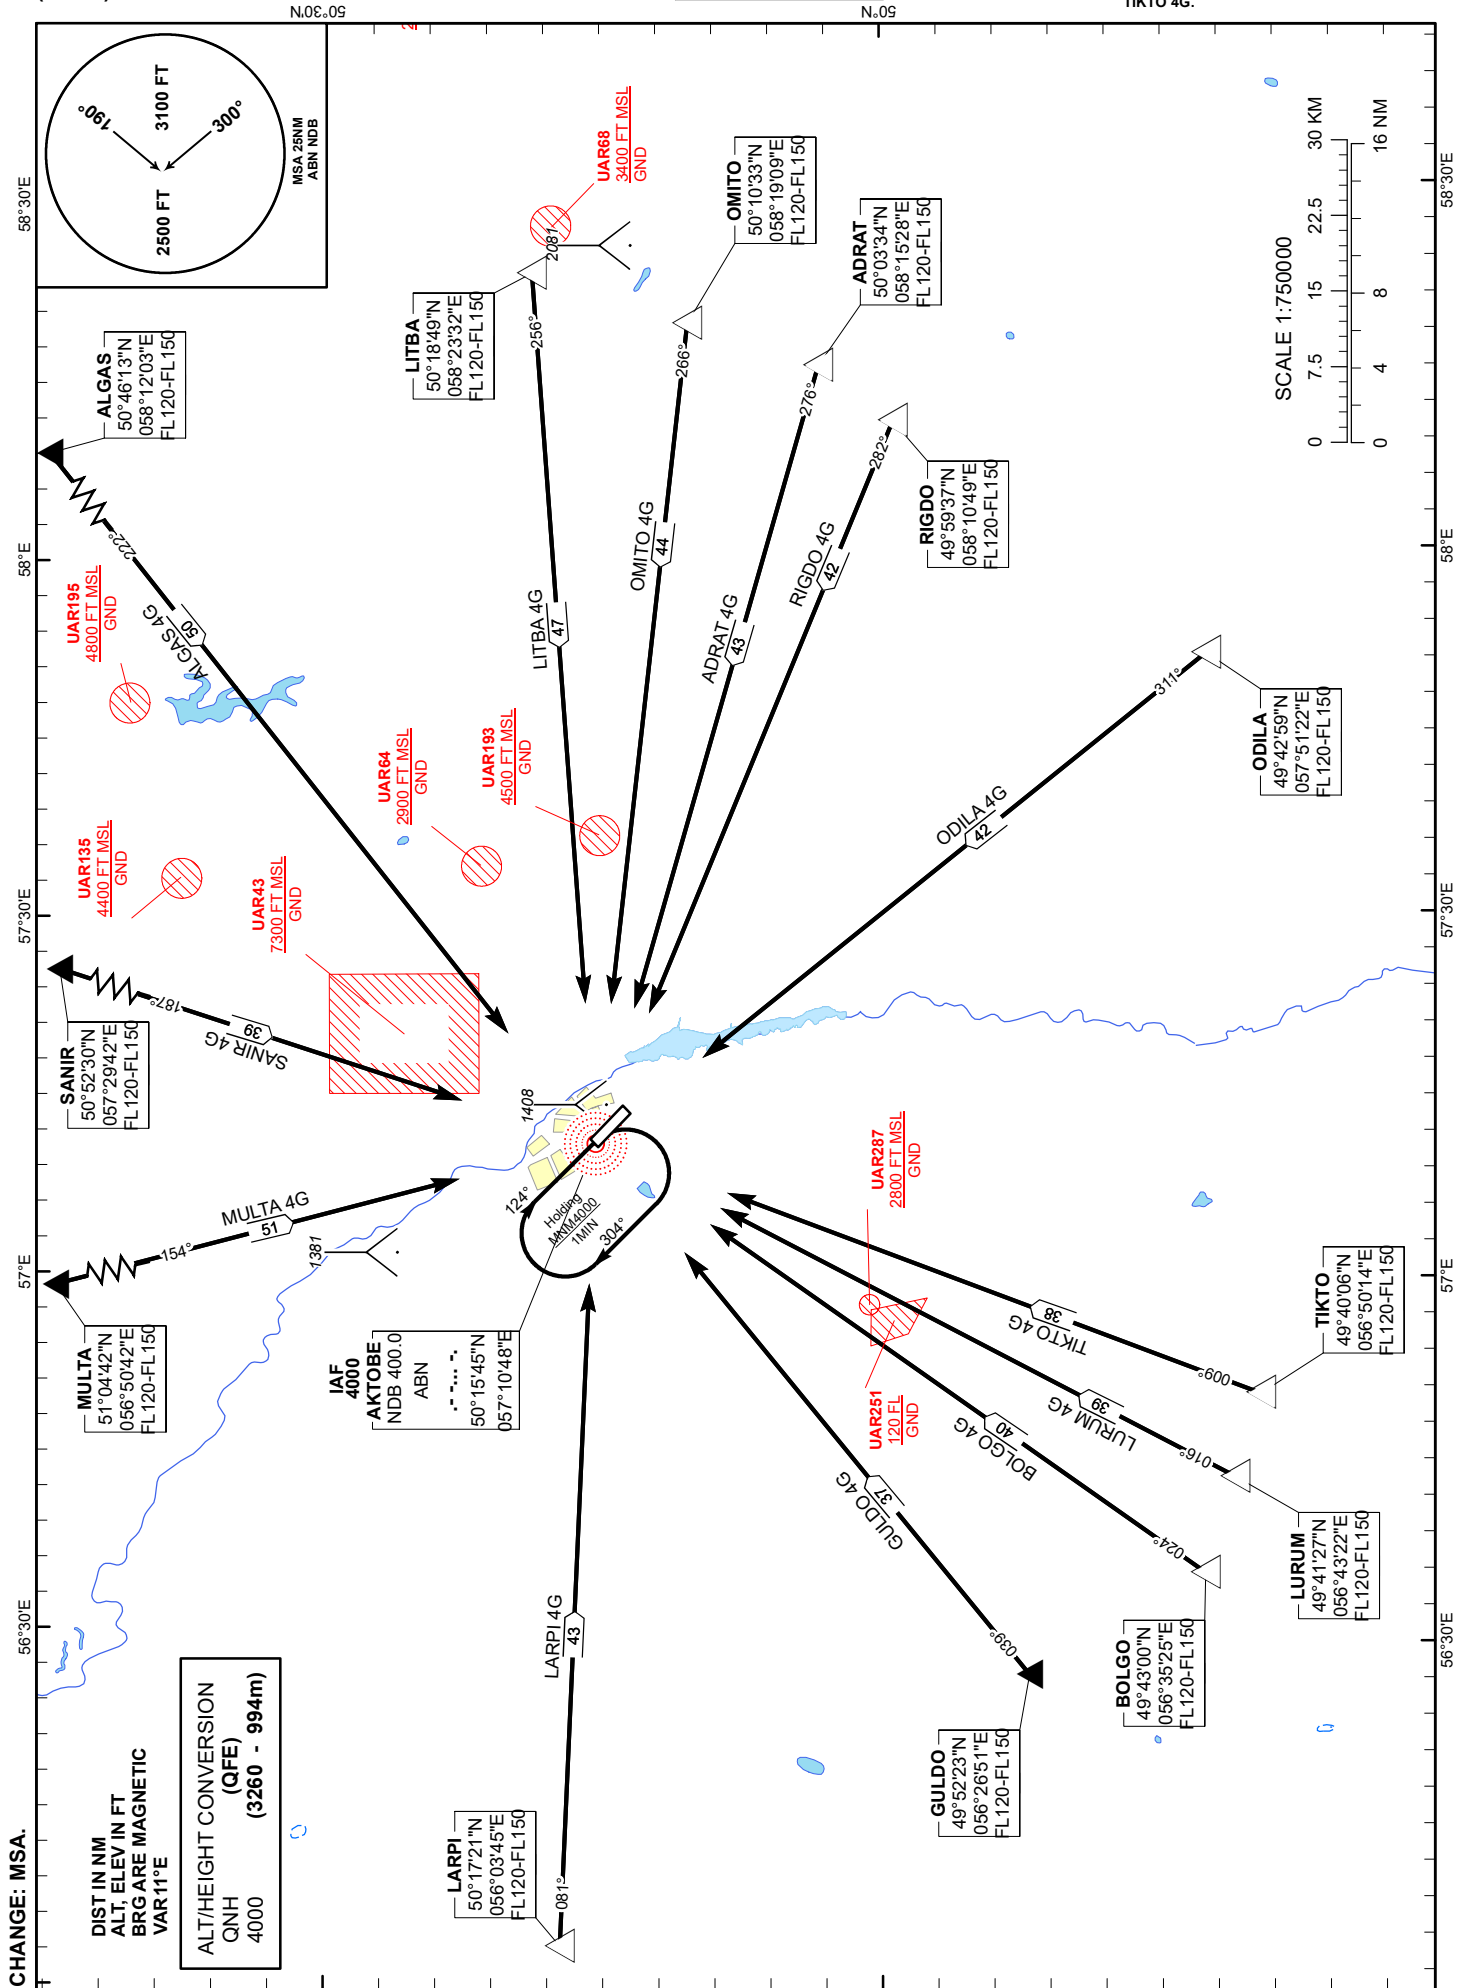 TIKTO 4G.
CHANGE: MSA.
50°30'N
50°N
58°30'E
58°E
57°30'E
57°E
56°30'E
58°30'E
58°E
57°30'E
57°E
56°30'E
190°
300°
2500 FT
3100 FT
MSA 25NM
ABN NDB
DIST IN NM
ALT, ELEV IN FT
BRG ARE MAGNETIC
VAR11°E
ALT/HEIGHT CONVERSION
QNH (QFE)
4000 (3260 - 994m)
SCALE 1:750000
0 7.5 15 22.5 30 KM
0 4 8 16 NM
ALGAS
50°46'13"N
058°12'03"E
FL120-FL150
222°
50
ALGAS 4G
SANIR
50°52'30"N
057°29'42"E
FL120-FL150
187°
39
SANIR 4G
MULTA
51°04'42"N
056°50'42"E
FL120-FL150
154°
51
MULTA 4G
LITBA
50°18'49"N
058°23'32"E
FL120-FL150
256°
LITBA 4G
47
OMITO
50°10'33"N
058°19'09"E
FL120-FL150
266°
OMITO 4G
44
ADRAT
50°03'34"N
058°15'28"E
FL120-FL150
276°
ADRAT 4G
43
RIGDO
49°59'37"N
058°10'49"E
FL120-FL150
282°
RIGDO 4G
42
ODILA
49°42'59"N
057°51'22"E
FL120-FL150
311°
ODILA 4G
42
TIKTO
49°40'06"N
056°50'14"E
FL120-FL150
009°
38
TIKTO 4G
LURUM
49°41'27"N
056°43'22"E
FL120-FL150
016°
39
LURUM 4G
BOLGO
49°43'00"N
056°35'25"E
FL120-FL150
024°
40
BOLGO 4G
GULDO
49°52'23"N
056°26'51"E
FL120-FL150
039°
37
GULDO 4G
LARPI
50°17'21"N
056°03'45"E
FL120-FL150
081°
LARPI 4G
43
IAF
4000
AKTOBE
NDB 400.0
ABN
50°15'45"N
057°10'48"E
124°
Holding
MNM4000
1MIN
304°
1408
1381
2081
UAR68
3400 FT MSL
GND
UAR195
4800 FT MSL
GND
UAR135
4400 FT MSL
GND
UAR64
2900 FT MSL
GND
UAR193
4500 FT MSL
GND
UAR43
7300 FT MSL
GND
UAR287
2800 FT MSL
GND
UAR251
120 FL
GND